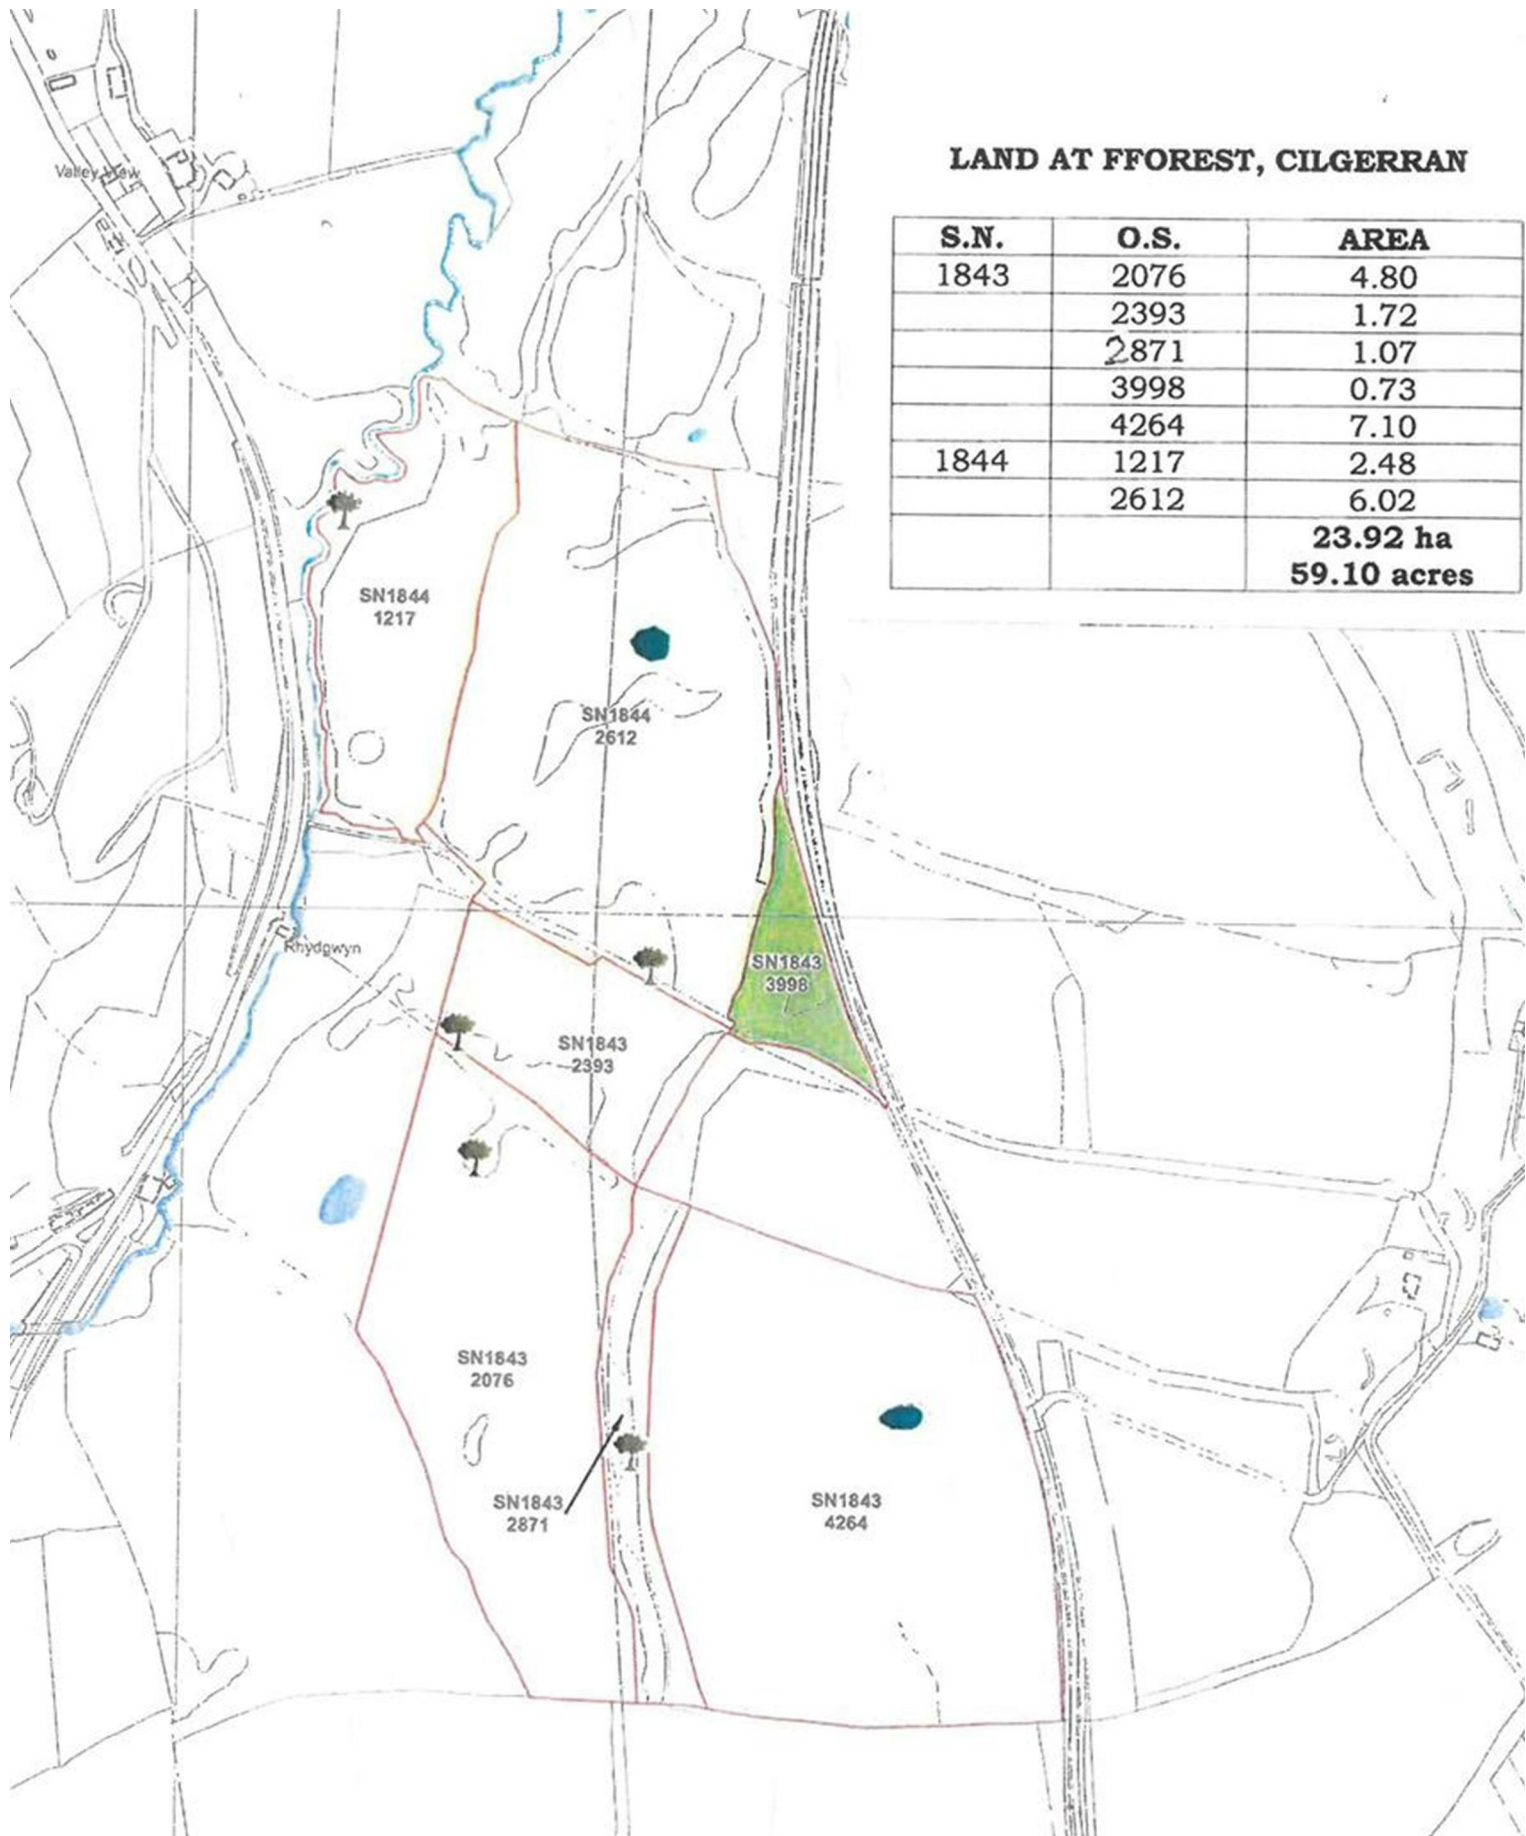 LAND AT FFOREST, CILGERRAN
S.N. O.S. AREA
1843 2076 4.80
2393 1.72
2871 1.07
3998 0.73
4264 7.10
1844 1217 2.48
2612 6.02
23.92 ha
59.10 acres
Valley View
SN1844
1217
SN1844
2612
Rhydgwyn
SN1843
3998
SN1843
2393
SN1843
2076
SN1843
2871
SN1843
4264